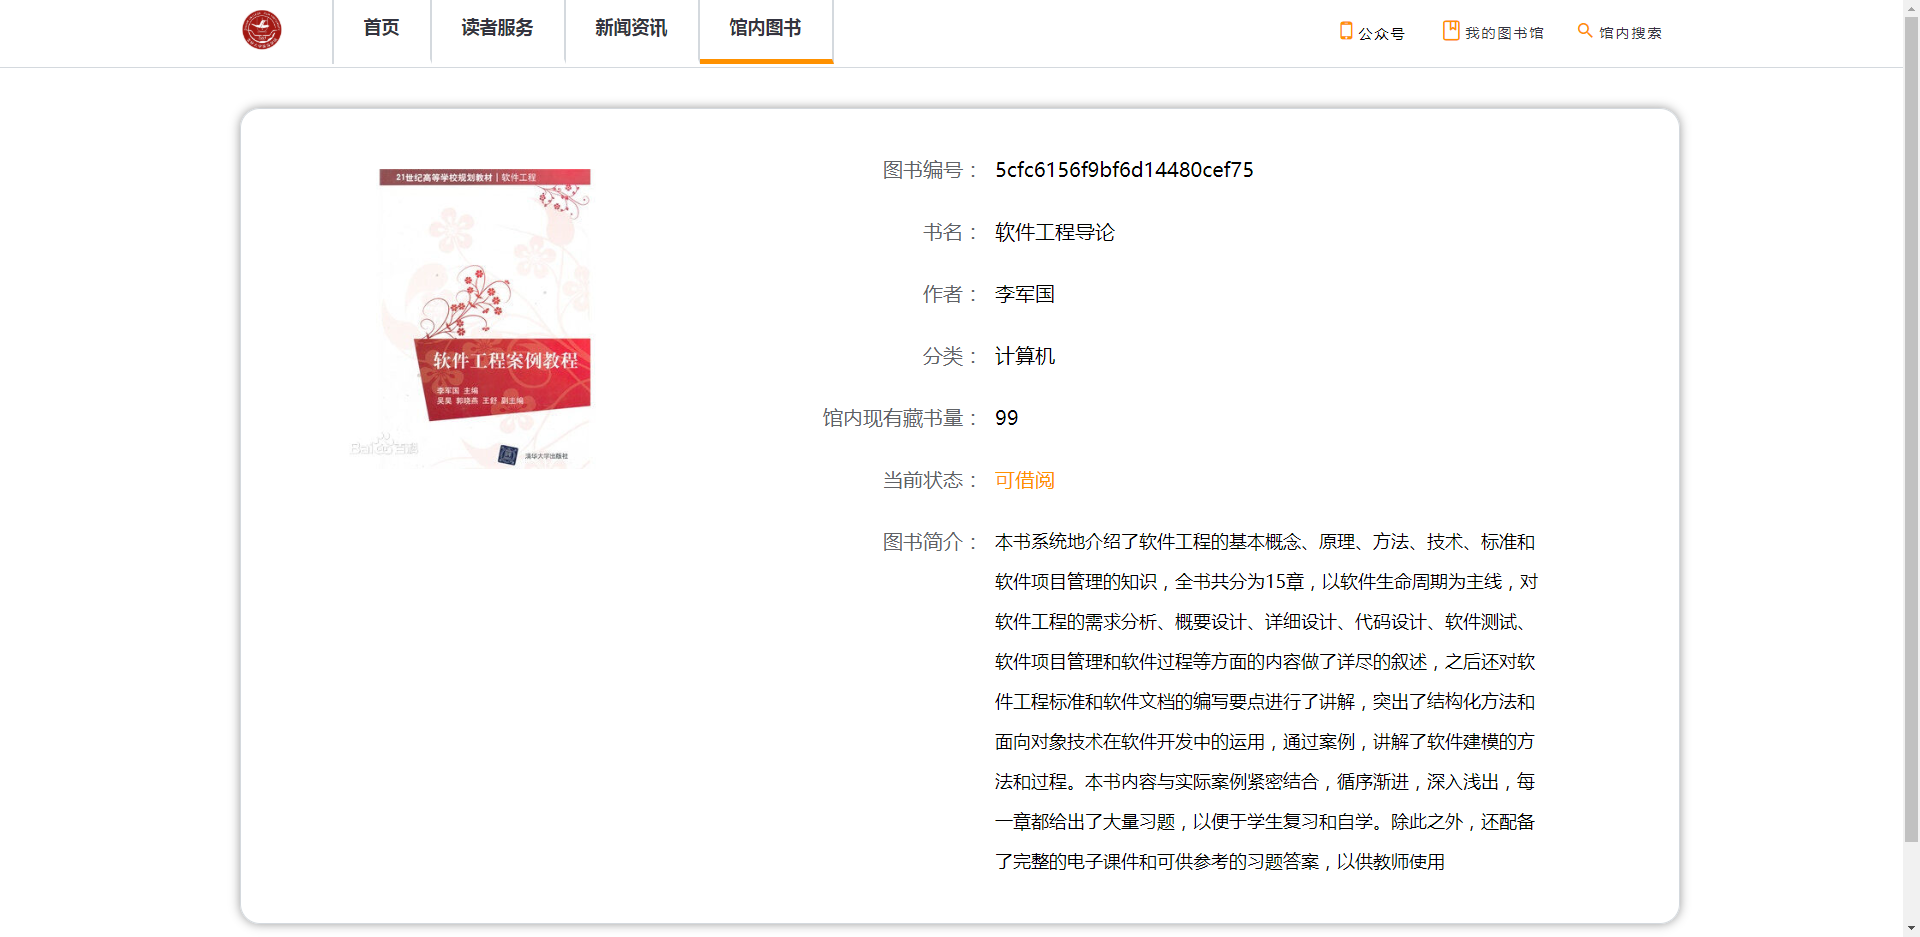 首页
读者服务
新闻资讯
馆内图书
公众号
我的图书馆
馆内搜索
21世纪高等学校规划教材 | 软件工程
软件工程案例教程
李军国 主编
吴昊 郭晓燕 王舒 副主编
Bai 百科
清华大学出版社
图书编号： 5cfc6156f9bf6d14480cef75
书名： 软件工程导论
作者： 李军国
分类： 计算机
馆内现有藏书量： 99
当前状态： 可借阅
图书简介： 本书系统地介绍了软件工程的基本概念、原理、方法、技术、标准和
软件项目管理的知识，全书共分为15章，以软件生命周期为主线，对
软件工程的需求分析、概要设计、详细设计、代码设计、软件测试、
软件项目管理和软件过程等方面的内容做了详尽的叙述，之后还对软
件工程标准和软件文档的编写要点进行了讲解，突出了结构化方法和
面向对象技术在软件开发中的运用，通过案例，讲解了软件建模的方
法和过程。本书内容与实际案例紧密结合，循序渐进，深入浅出，每
一章都给出了大量习题，以便于学生复习和自学。除此之外，还配备
了完整的电子课件和可供参考的习题答案，以供教师使用